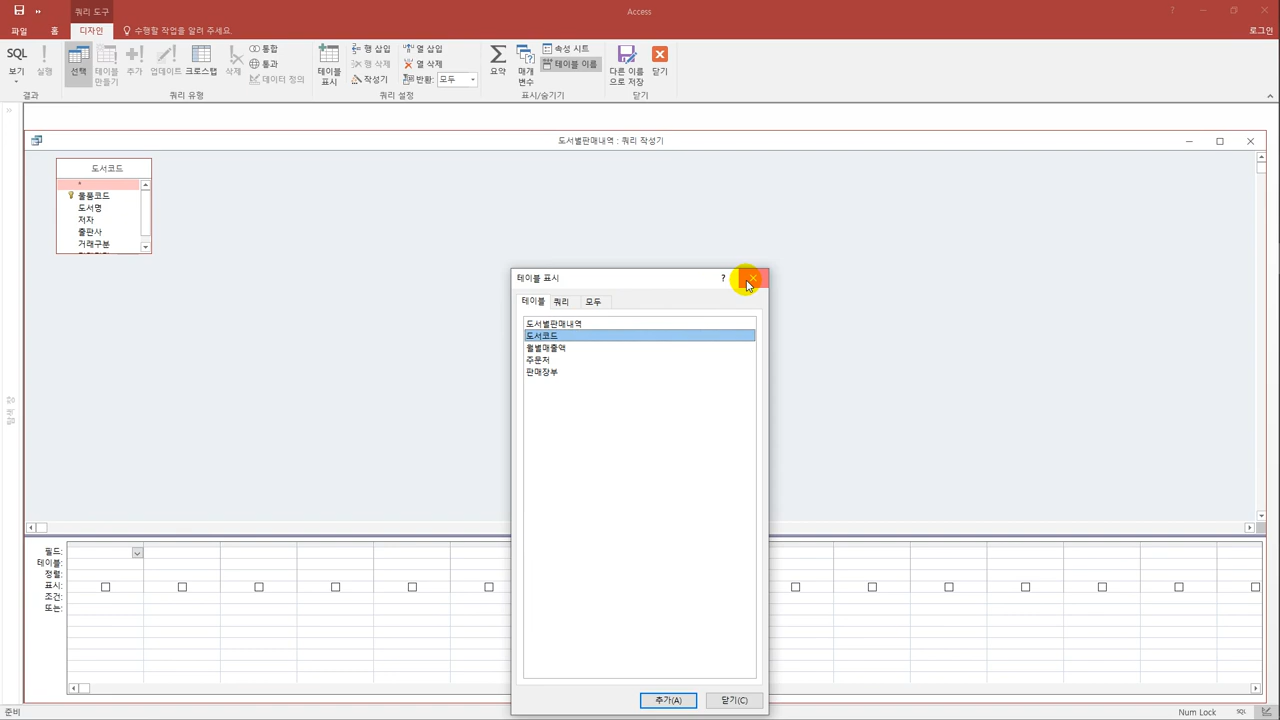 쿼리 도구
Access
파일
홈
디자인
수행할 작업을 알려 주세요.
로그인
SQL
보기
실행
선택
테이블
만들기
추가
업데이트
크로스탭
삭제
통합
통과
데이터 정의
테이블
표시
행 삽입
행 삭제
작성기
열 삽입
열 삭제
반환:
모두
요약
매개
변수
속성 시트
테이블 이름
다른 이름
으로 저장
닫기
결과
쿼리 유형
쿼리 설정
표시/숨기기
닫기
도서별판매내역 : 쿼리 작성기
도서코드
*
물품코드
도서명
저자
출판사
거래구분
탐색 창
테이블 표시
?
테이블
쿼리
모두
도서별판매내역
도서코드
월별매출액
주문처
판매장부
추가(A)
닫기(C)
필드:
테이블:
정렬:
표시:
조건:
또는:
준비
Num Lock
SQL